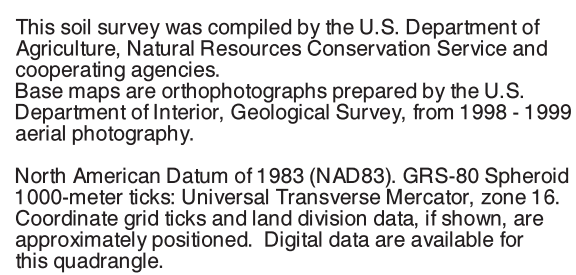 This soil survey was compiled by the U.S. Department of
Agriculture, Natural Resources Conservation Service and
cooperating agencies.
Base maps are orthophotographs prepared by the U.S.
Department of Interior, Geological Survey, from 1998 - 1999
aerial photography.

North American Datum of 1983 (NAD83). GRS-80 Spheroid
1000-meter ticks: Universal Transverse Mercator, zone 16.
Coordinate grid ticks and land division data, if shown, are
approximately positioned.  Digital data are available for
this quadrangle.